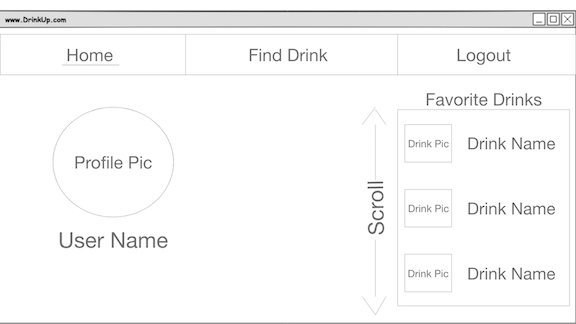 www.DrinkUp.com
Home
Find Drink
Logout
Favorite Drinks
Profile Pic
User Name
Scroll
Drink Pic
Drink Name
Drink Pic
Drink Name
Drink Pic
Drink Name